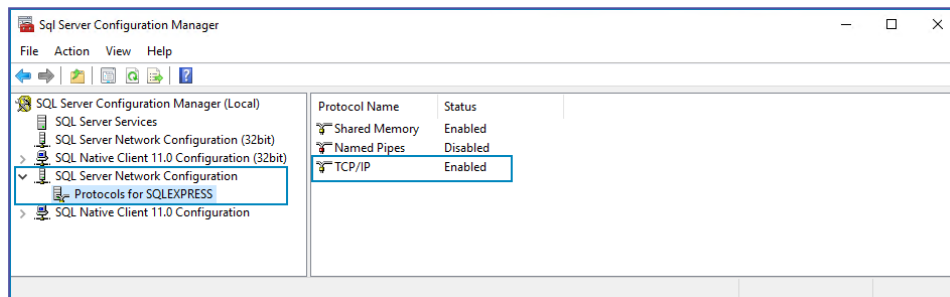 Sql Server Configuration Manager
File Action View Help
SQL Server Configuration Manager (Local)
SQL Server Services
SQL Server Network Configuration (32bit)
SQL Native Client 11.0 Configuration (32bit)
SQL Server Network Configuration
Protocols for SQLEXPRESS
SQL Native Client 11.0 Configuration
Protocol Name Status
Shared Memory Enabled
Named Pipes Disabled
TCP/IP Enabled